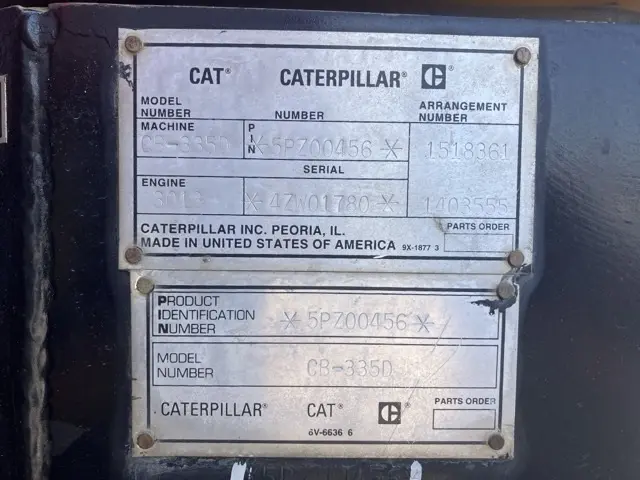 CAT® CATERPILLAR® C
MODEL NUMBER NUMBER ARRANGEMENT NUMBER
MACHINE CB-335D PIN *5PZ00456* 1518361
SERIAL
ENGINE *4ZW01780* 1403555
CATERPILLAR INC. PEORIA, IL. PARTS ORDER
MADE IN UNITED STATES OF AMERICA 9X-1877 3
PRODUCT
IDENTIFICATION *5PZ00456*
NUMBER
MODEL
NUMBER CB-335D
PARTS ORDER
CATERPILLAR® CAT® C
6V-6636 6